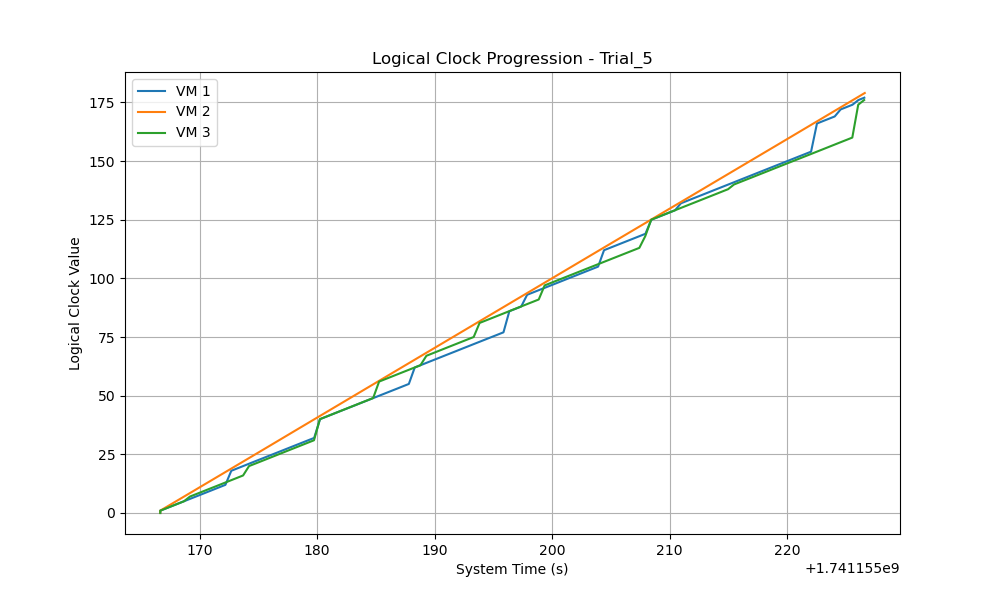 Logical Clock Progression - Trial_5
VM 1
VM 2
VM 3
Logical Clock Value
175
150
125
100
75
50
25
0
170
180
190
200
210
220
System Time (s)
+1.741155e9